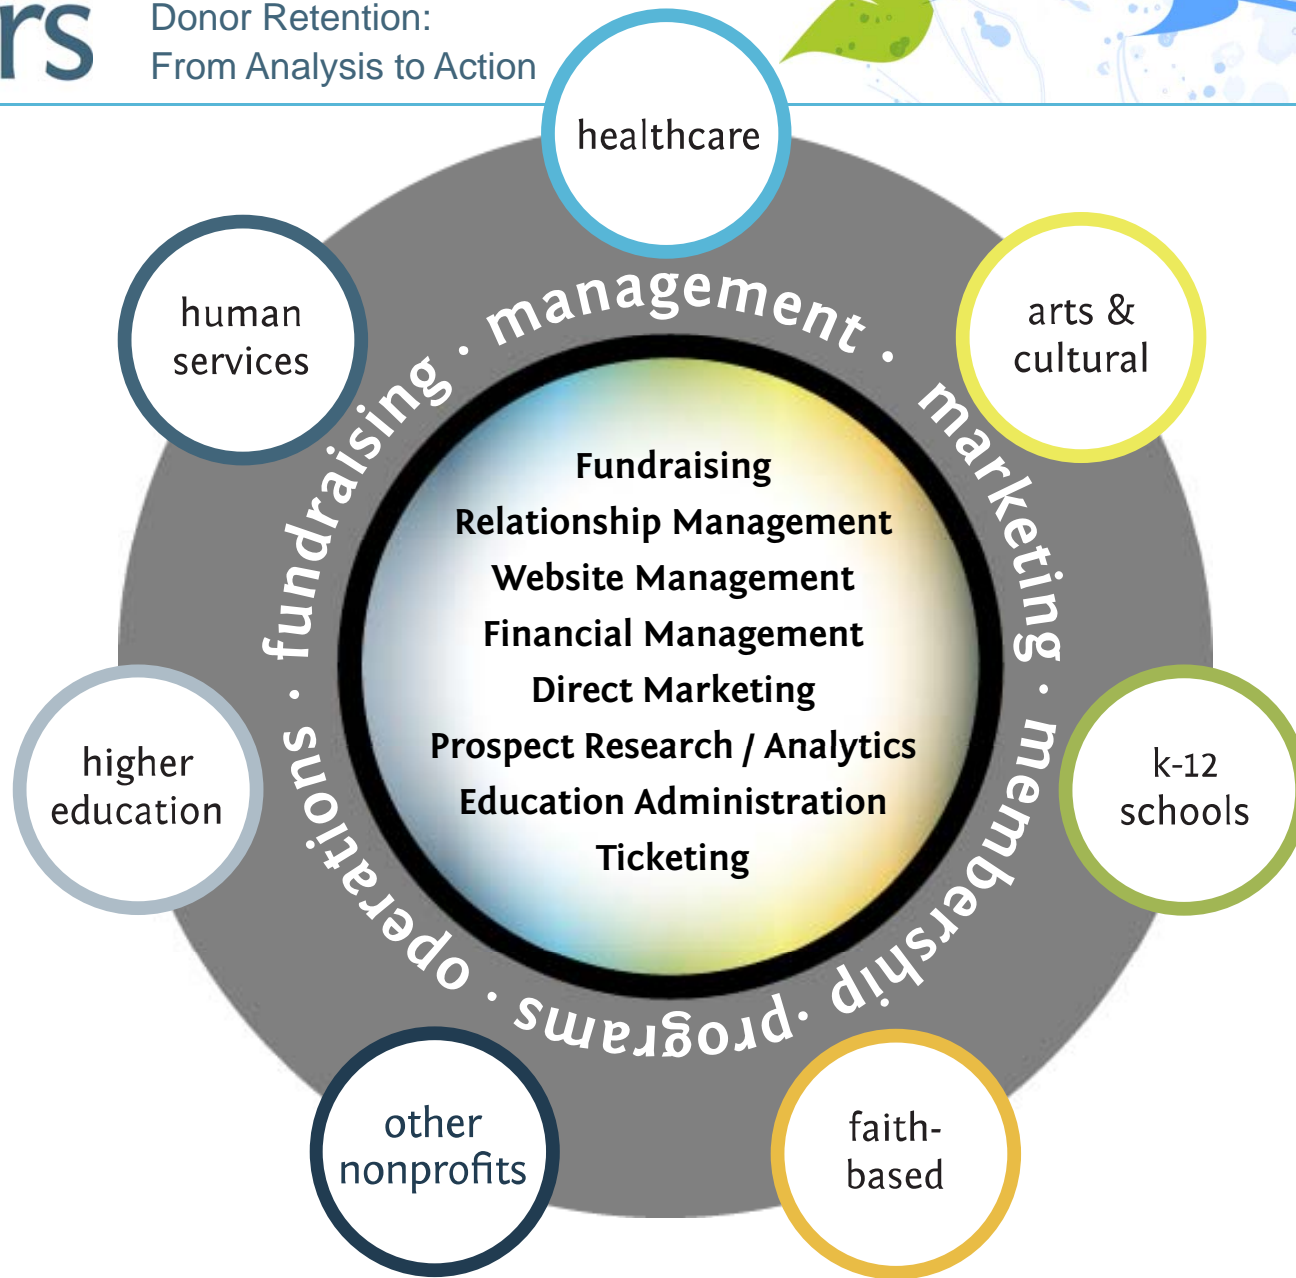 rs
Donor Retention:
From Analysis to Action
healthcare
human
services
arts &
cultural
fundraising · management · marketing · membership · programs · operations ·
Fundraising
Relationship Management
Website Management
Financial Management
Direct Marketing
Prospect Research / Analytics
Education Administration
Ticketing
higher
education
k-12
schools
other
nonprofits
faith-
based